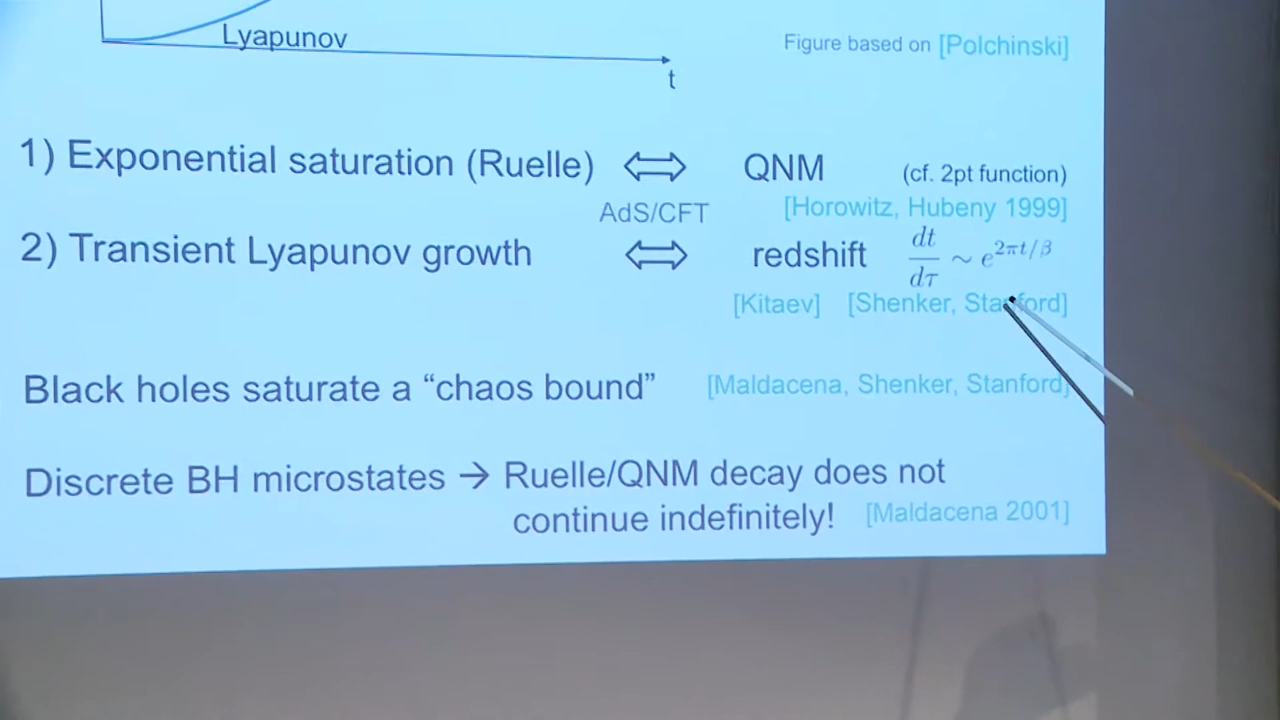 Lyapunov
Figure based on [Polchinski]
t
1) Exponential saturation (Ruelle) ⇔ QNM (cf. 2pt function)
AdS/CFT [Horowitz, Hubeny 1999]
2) Transient Lyapunov growth ⇔ redshift dt/dτ ~ e^{2πt/β}
[Kitaev] [Shenker, Stanford]
Black holes saturate a “chaos bound” [Maldacena, Shenker, Stanford]
Discrete BH microstates → Ruelle/QNM decay does not
continue indefinitely! [Maldacena 2001]